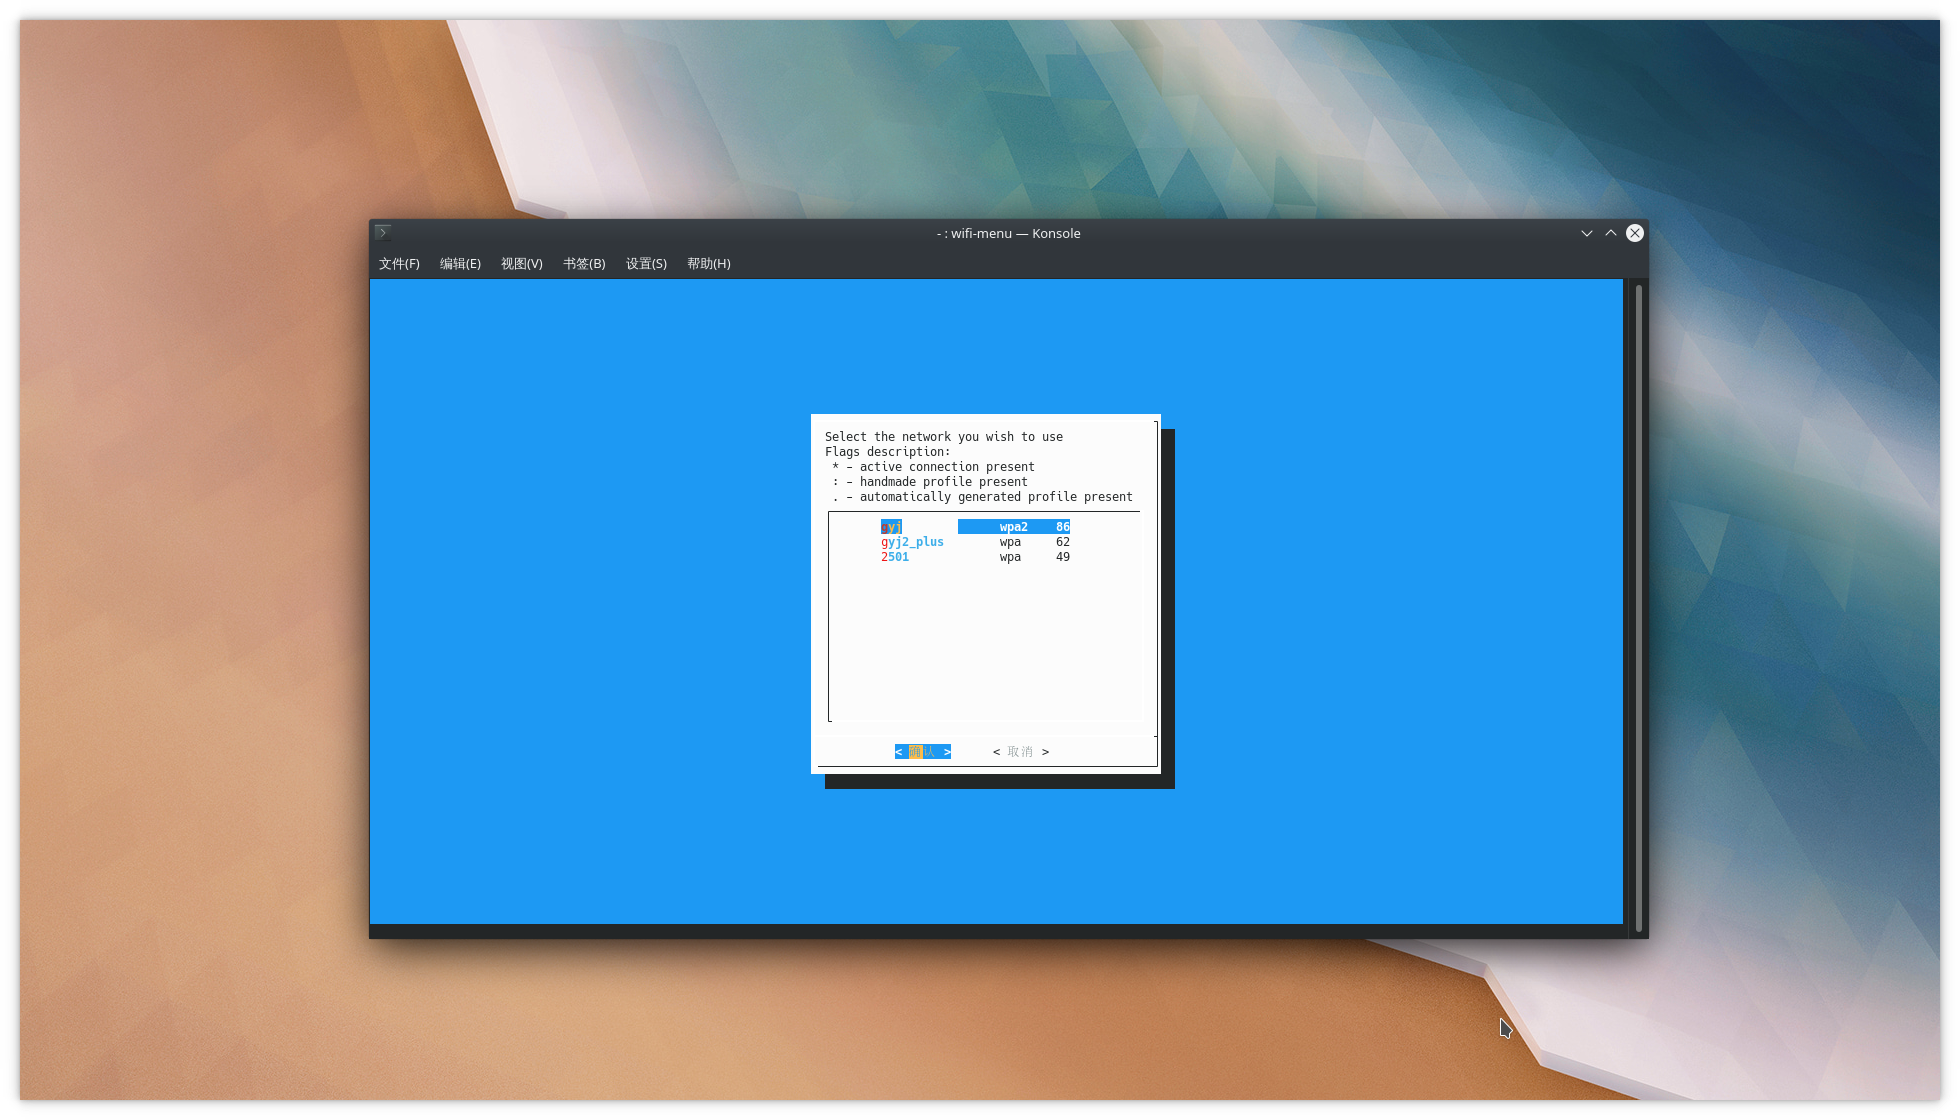 - : wifi-menu — Konsole
文件(F) 编辑(E) 视图(V) 书签(B) 设置(S) 帮助(H)
Select the network you wish to use
Flags description:
* - active connection present
: - handmade profile present
. - automatically generated profile present
gyj wpa2 86
gyj2_plus wpa 62
2501 wpa 49
< 确认 > < 取消 >